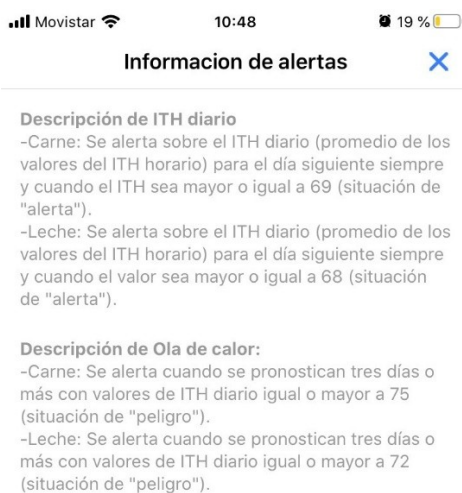 Movistar 10:48 19 %
Informacion de alertas
Descripción de ITH diario
-Carne: Se alerta sobre el ITH diario (promedio de los
valores del ITH horario) para el día siguiente siempre
y cuando el ITH sea mayor o igual a 69 (situación de
"alerta").
-Leche: Se alerta sobre el ITH diario (promedio de los
valores del ITH horario) para el día siguiente siempre
y cuando el valor sea mayor o igual a 68 (situación
de "alerta").
Descripción de Ola de calor:
-Carne: Se alerta cuando se pronostican tres días o
más con valores de ITH diario igual o mayor a 75
(situación de "peligro").
-Leche: Se alerta cuando se pronostican tres días o
más con valores de ITH diario igual o mayor a 72
(situación de "peligro").